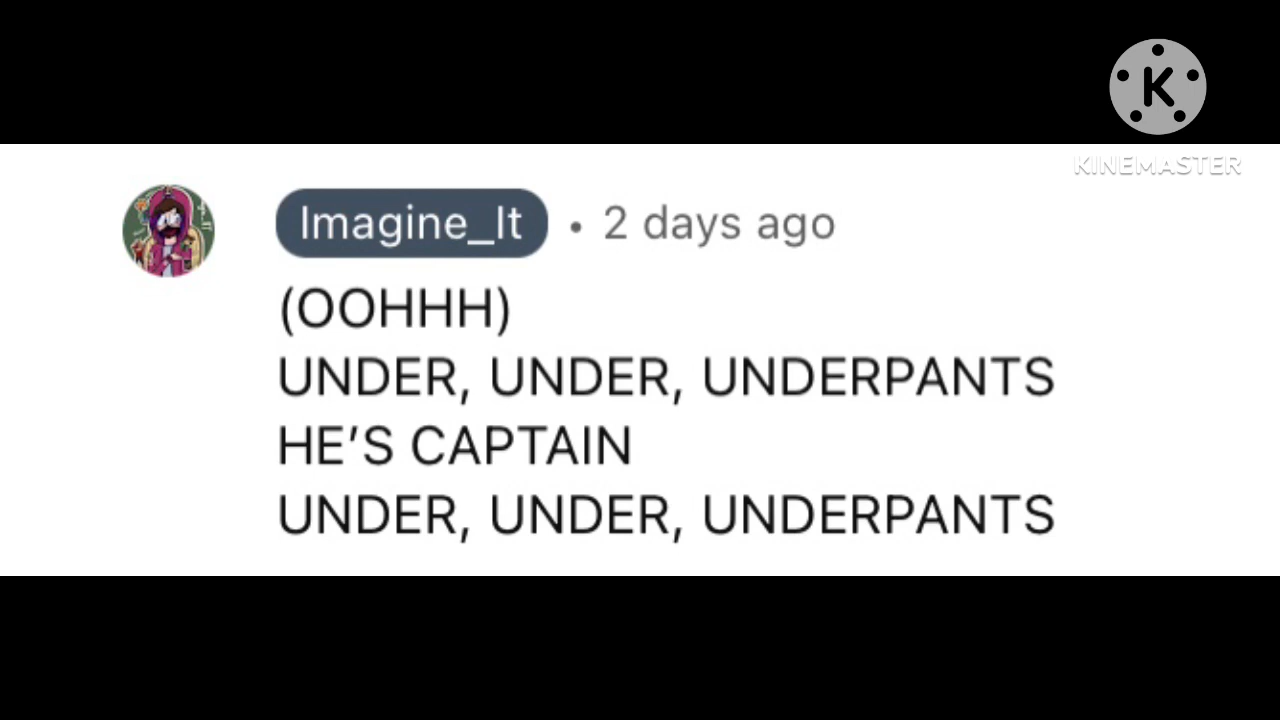 K
KINEMASTER
Imagine_It • 2 days ago
(OOHHH)
UNDER, UNDER, UNDERPANTS
HE’S CAPTAIN
UNDER, UNDER, UNDERPANTS